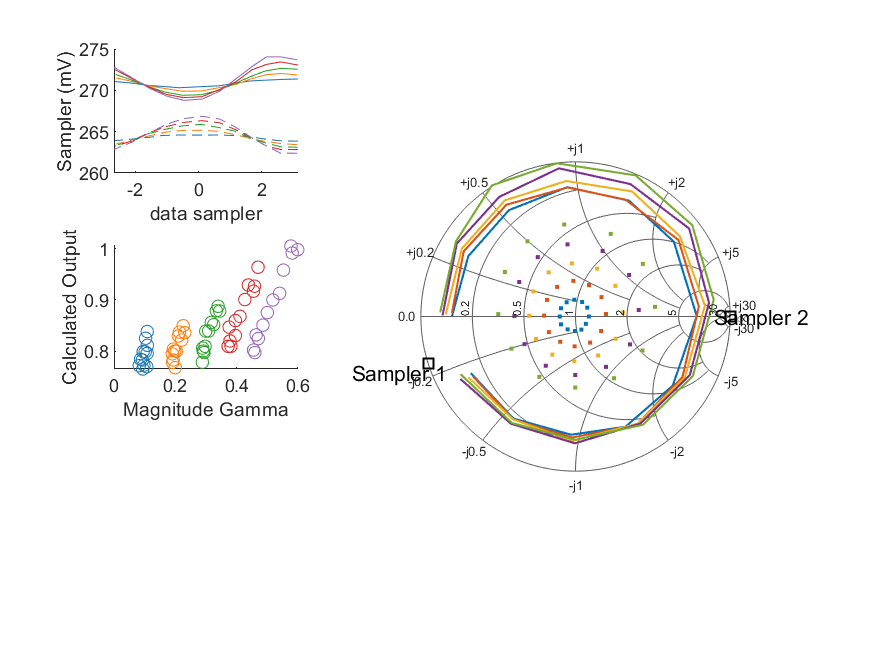 275
270
265
260
Sampler (mV)
-2
0
2
data sampler
1
0.9
0.8
Calculated Output
0
0.2
0.4
0.6
Magnitude Gamma
+j1
+j0.5
+j2
+j0.2
+j5
0.0
0.2
0.5
1
2
5
30
+j30
-j30
Sampler 2
Sampler 1
-j0.2
-j5
-j0.5
-j2
-j1